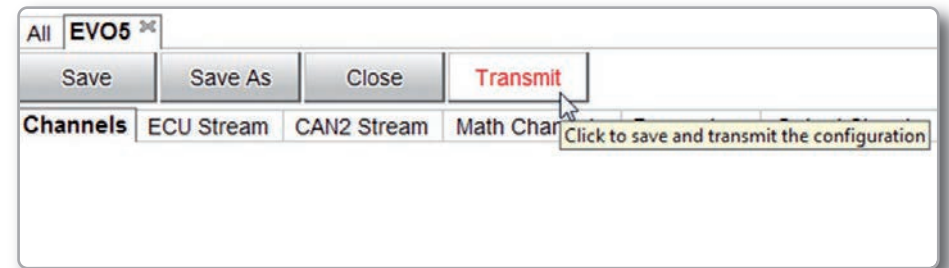 All EVO5
Save Save As Close Transmit
Channels ECU Stream CAN2 Stream Math
Click to save and transmit the configuration